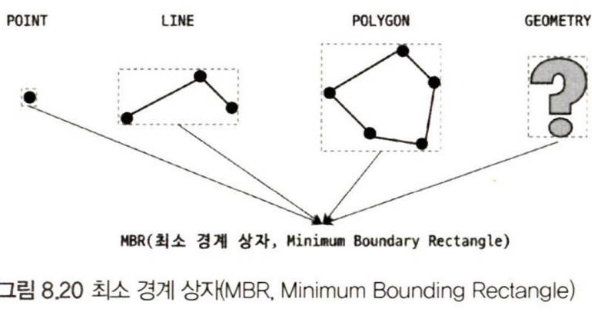 POINT LINE POLYGON GEOMETRY
?
MBR(최소 경계 상자, Minimum Boundary Rectangle)
그림 8.20 최소 경계 상자(MBR, Minimum Bounding Rectangle)